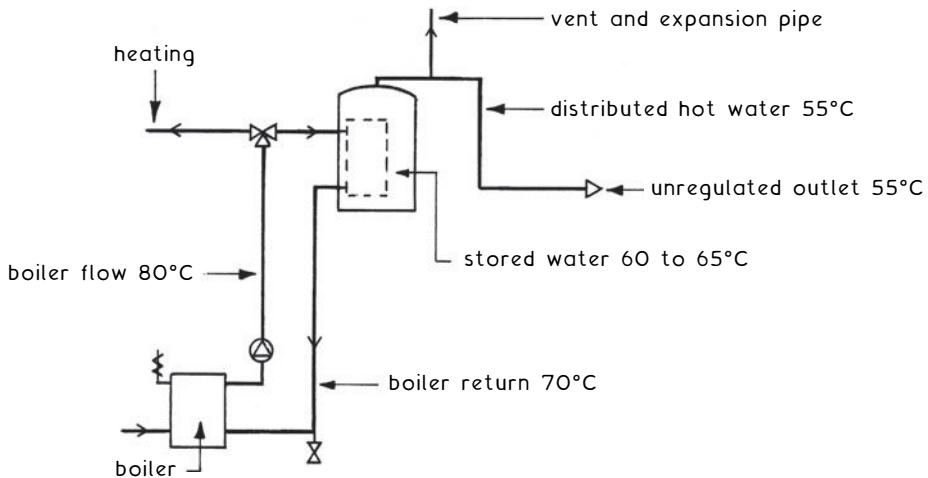 vent and expansion pipe
heating
distributed hot water 55°C
unregulated outlet 55°C
stored water 60 to 65°C
boiler flow 80°C
boiler return 70°C
boiler